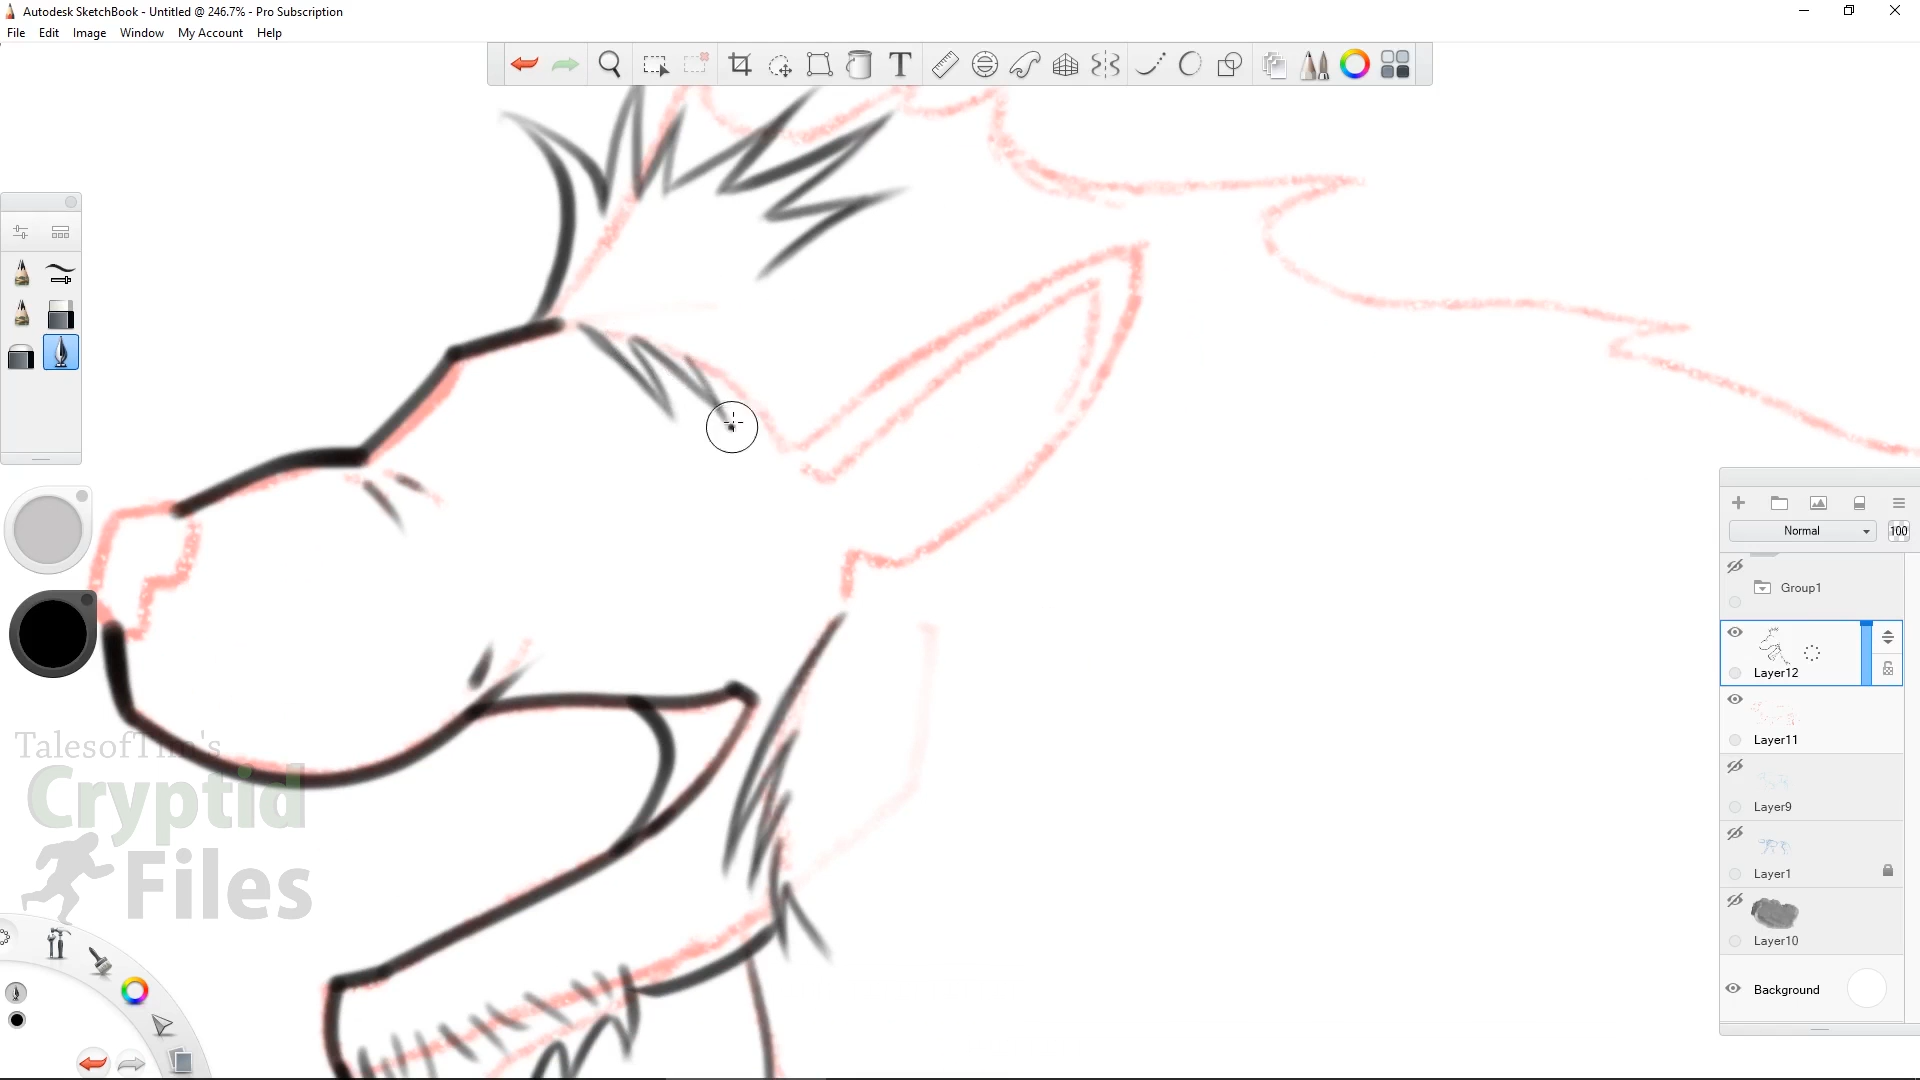 Autodesk SketchBook - Untitled @ 246.7% - Pro Subscription
File Edit Image Window My Account Help
Normal 100
Group1
Layer12
Layer11
Layer9
Layer1
Layer10
Background
TalesofTim's
Cryptid
Files